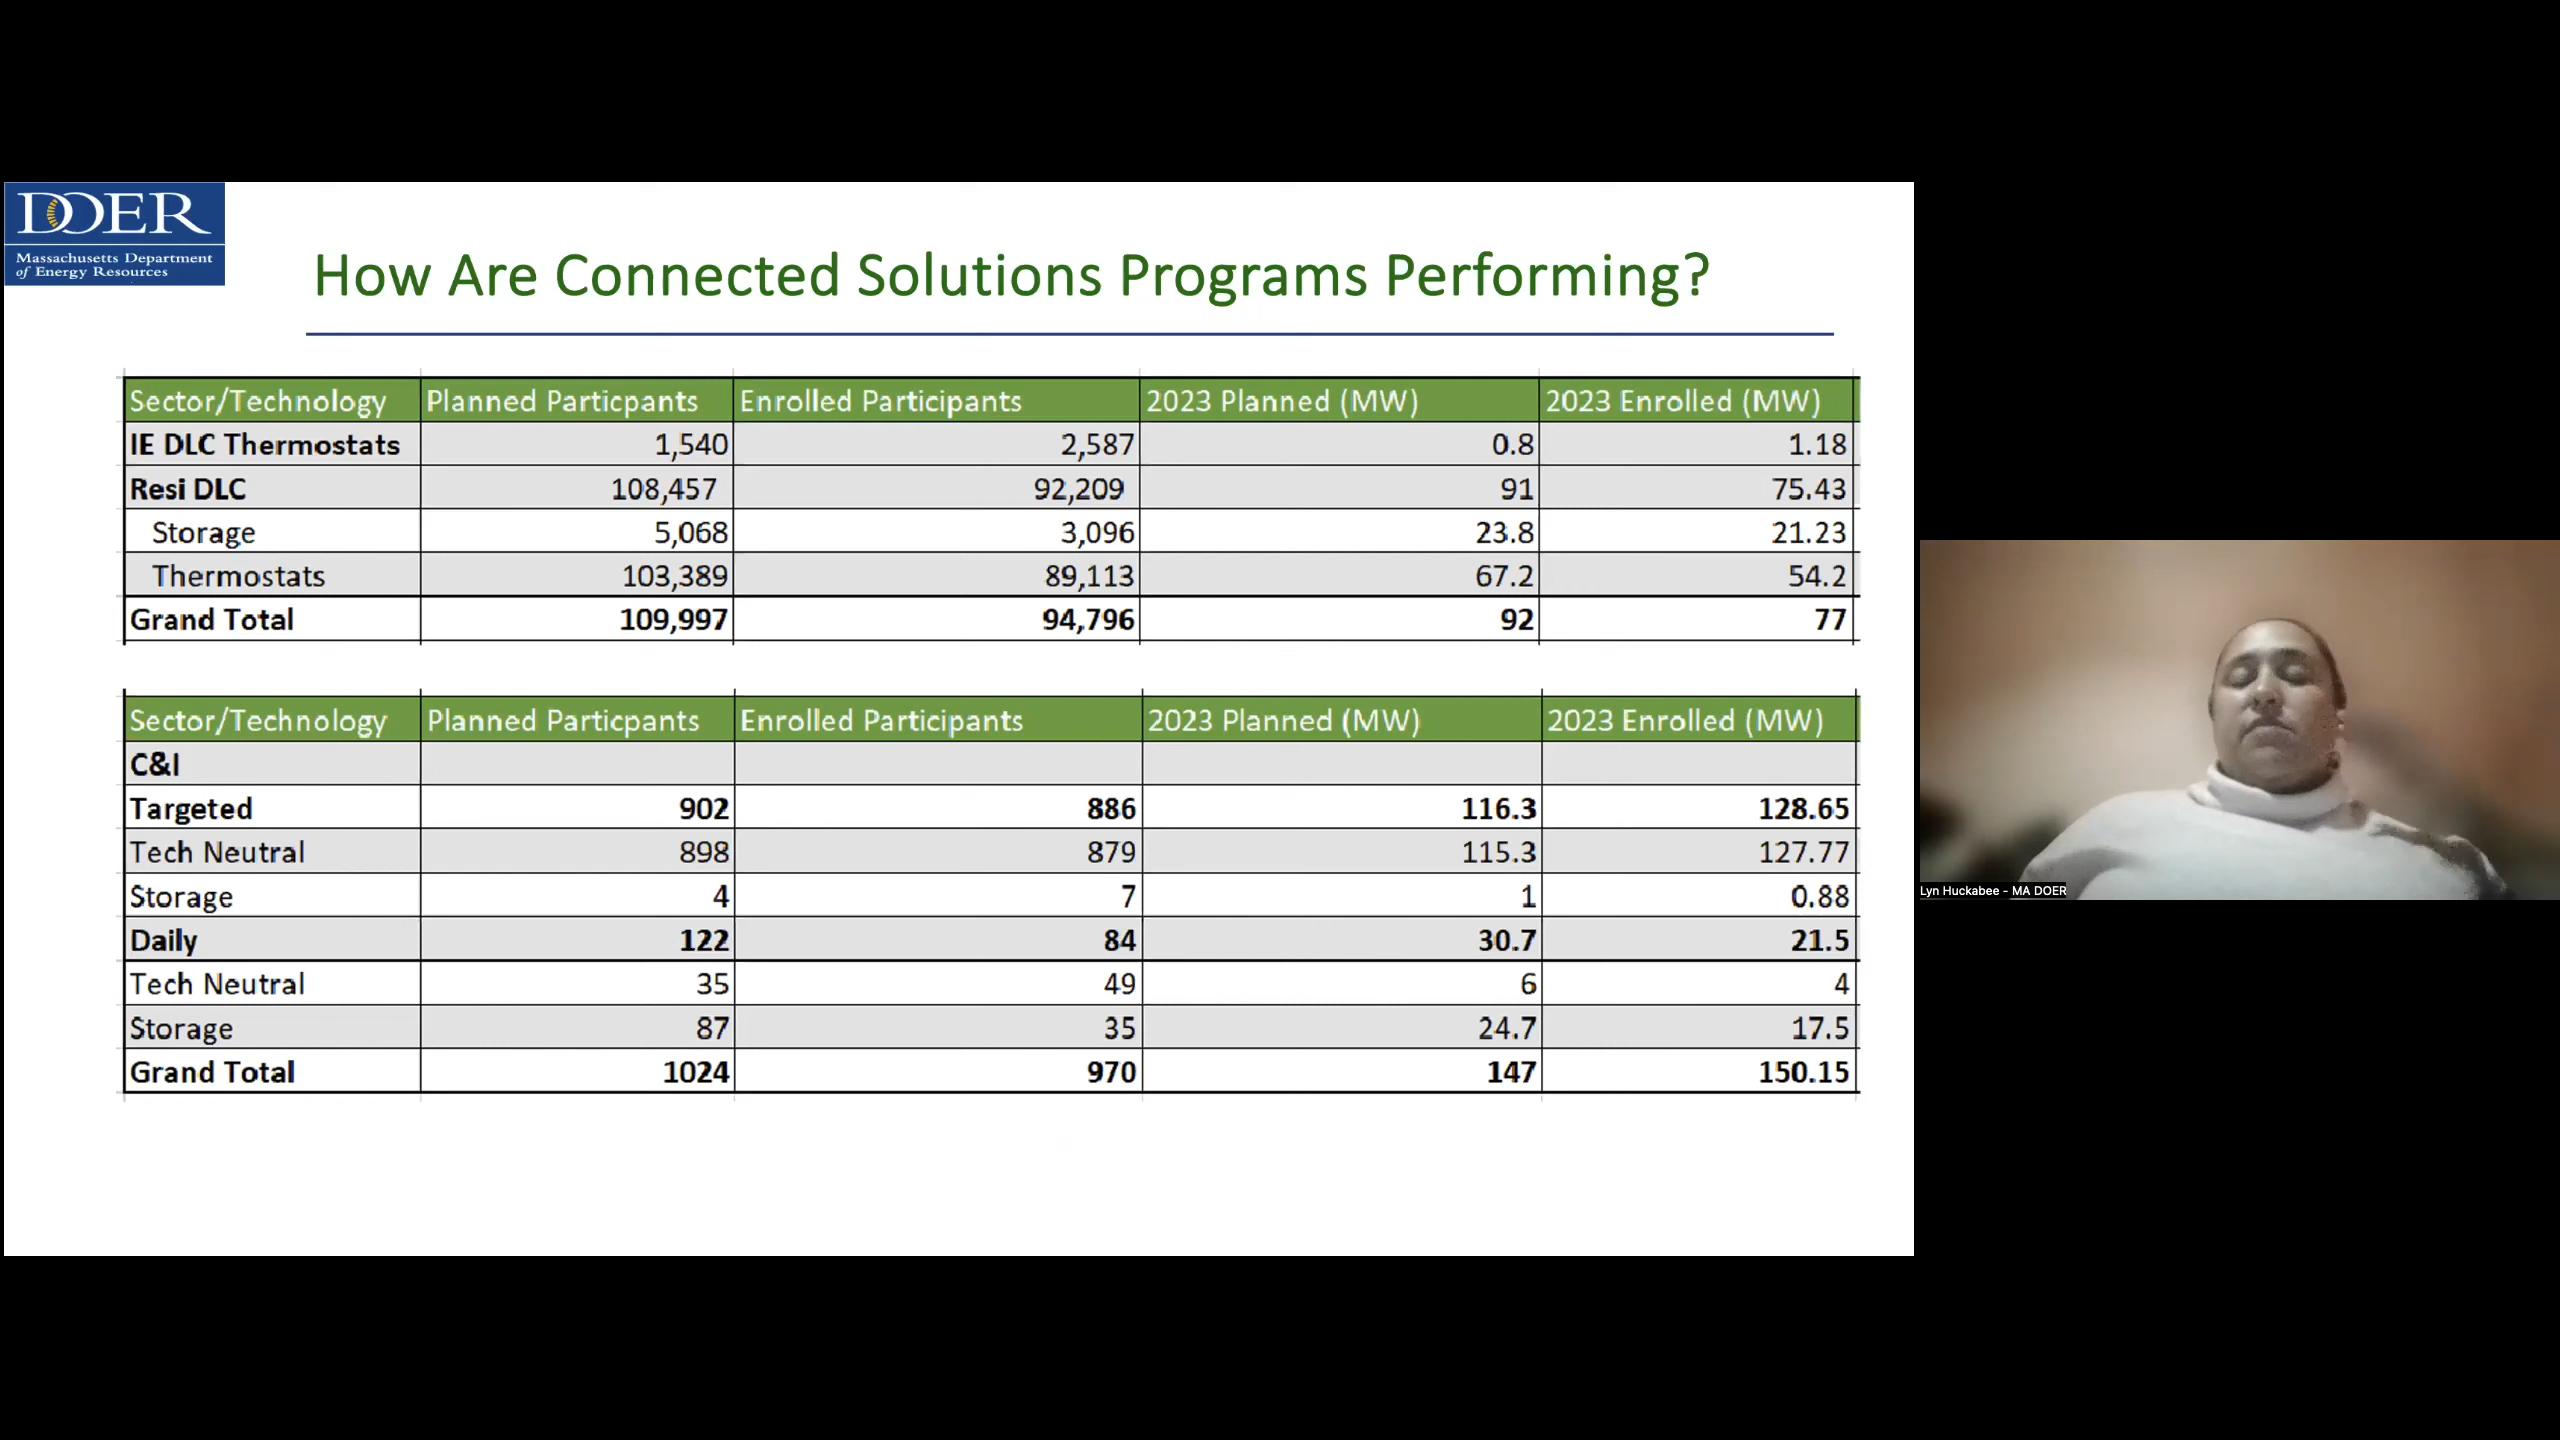 DOER
Massachusetts Department
of Energy Resources
How Are Connected Solutions Programs Performing?
Sector/Technology Planned Particpants Enrolled Participants 2023 Planned (MW) 2023 Enrolled (MW)
IE DLC Thermostats 1,540 2,587 0.8 1.18
Resi DLC 108,457 92,209 91 75.43
Storage 5,068 3,096 23.8 21.23
Thermostats 103,389 89,113 67.2 54.2
Grand Total 109,997 94,796 92 77
Sector/Technology Planned Particpants Enrolled Participants 2023 Planned (MW) 2023 Enrolled (MW)
C&I
Targeted 902 886 116.3 128.65
Tech Neutral 898 879 115.3 127.77
Storage 4 7 1 0.88
Daily 122 84 30.7 21.5
Tech Neutral 35 49 6 4
Storage 87 35 24.7 17.5
Grand Total 1024 970 147 150.15
Lyn Huckabee - MA DOER